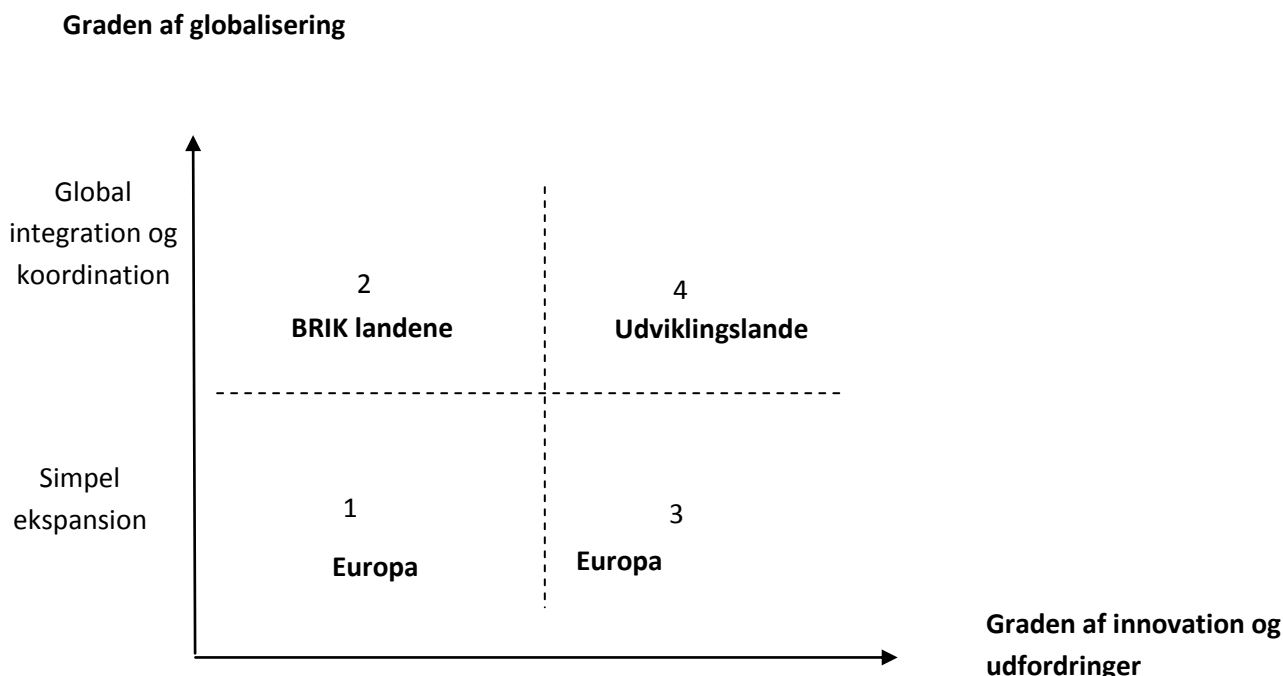 Graden af globalisering
Global
integration og
koordination
2
BRIK landene
4
Udviklingslande
Simpel
ekspansion
1
Europa
3
Europa
Graden af innovation og
udfordringer